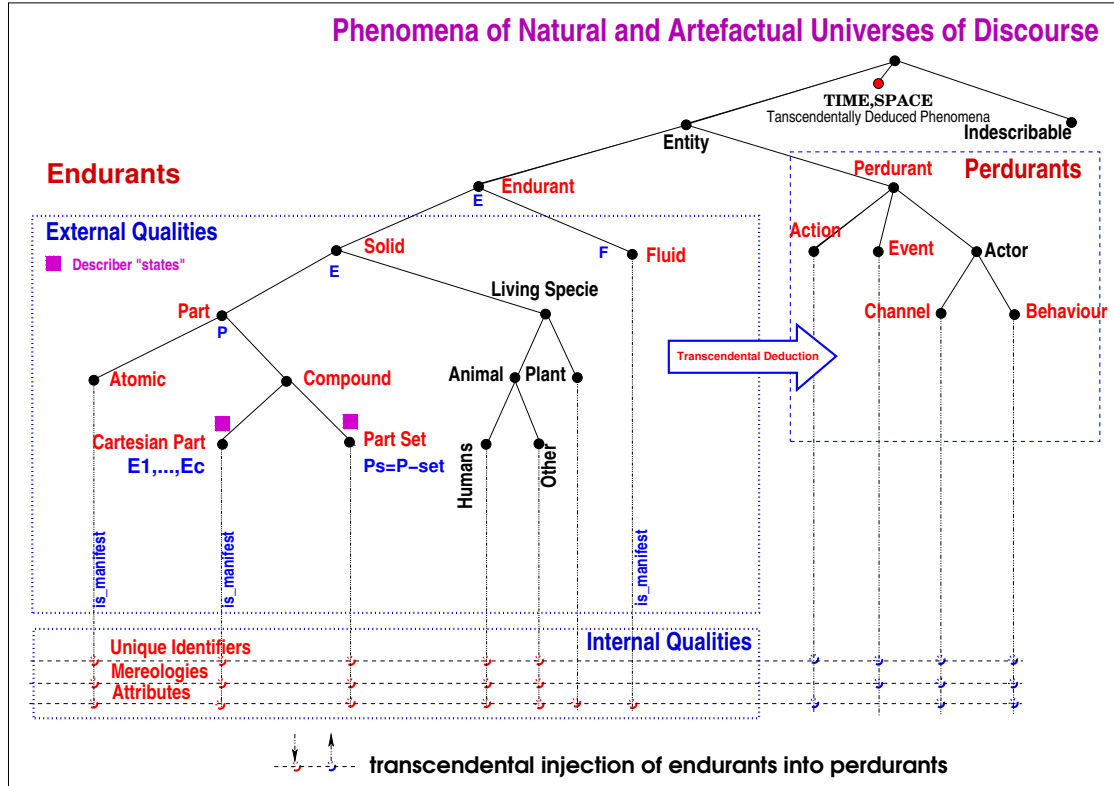 Phenomena of Natural and Artefactual Universes of Discourse
TIME,SPACE
Tanscendentally Deduced Phenomena
Indescribable
Entity
Endurants
Perdurants
Perdurant
Endurant
E
External Qualities
Describer "states"
Solid
E
F
Fluid
Action
Event
Actor
Living Specie
Part
P
Channel
Behaviour
Transcendental Deduction
Atomic
Compound
Animal
Plant
Cartesian Part
E1,...,Ec
Part Set
Ps=P-set
Humans
Other
is_manifest
is_manifest
is_manifest
Internal Qualities
Unique Identifiers
Mereologies
Attributes
transcendental injection of endurants into perdurants